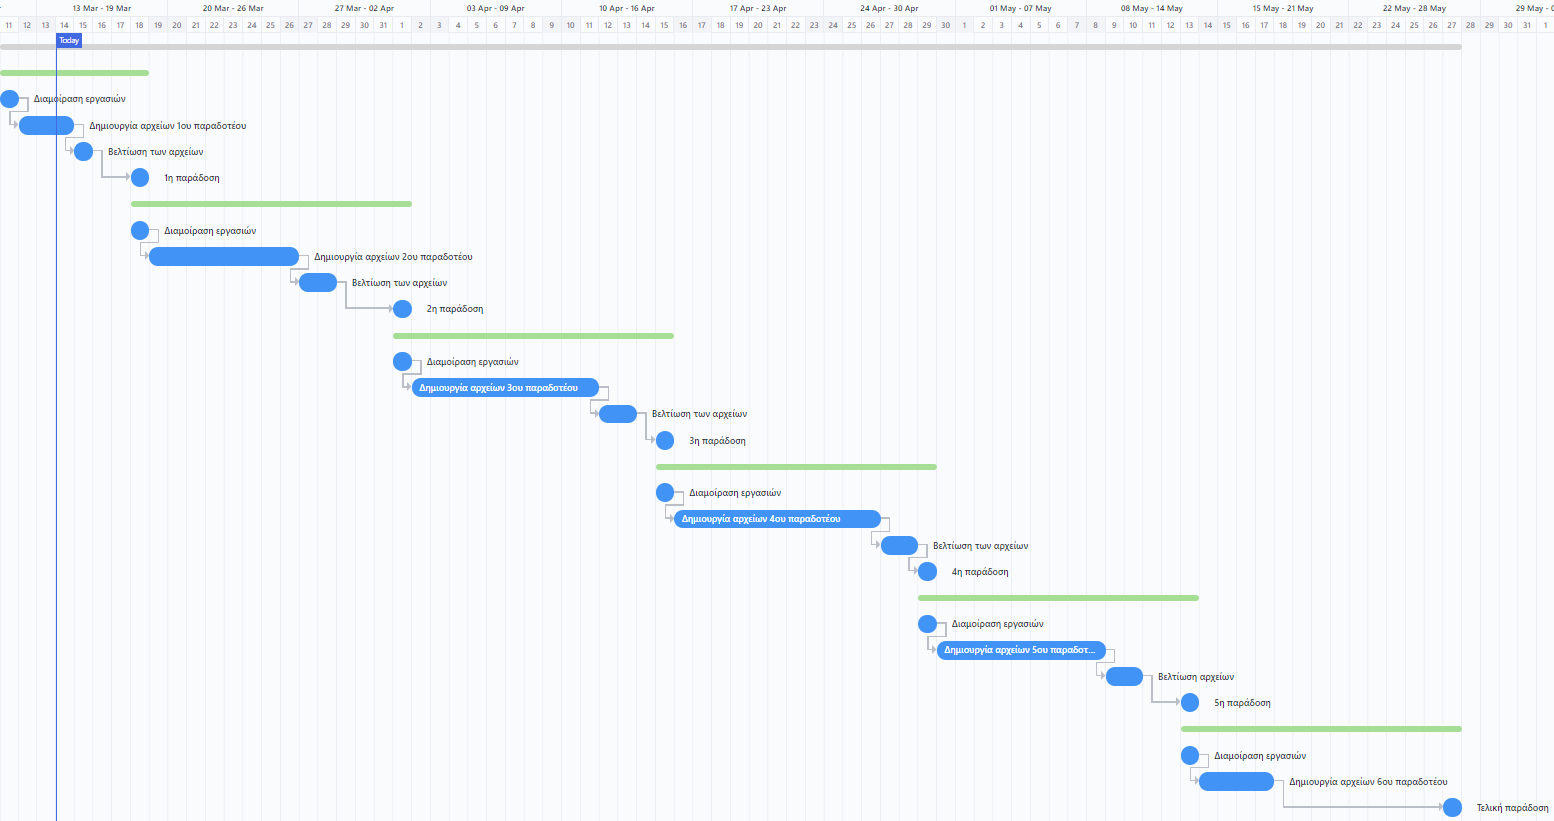 13 Mar - 19 Mar 20 Mar - 26 Mar 27 Mar - 02 Apr 03 Apr - 09 Apr 10 Apr - 16 Apr 17 Apr - 23 Apr 24 Apr - 30 Apr 01 May - 07 May 08 May - 14 May 15 May - 21 May 22 May - 28 May 29 May - 0
11 12 13 14 15 16 17 18 19 20 21 22 23 24 25 26 27 28 29 30 31 1 2 3 4 5 6 7 8 9 10 11 12 13 14 15 16 17 18 19 20 21 22 23 24 25 26 27 28 29 30 1 2 3 4 5 6 7 8 9 10 11 12 13 14 15 16 17 18 19 20 21 22 23 24 25 26 27 28 29 30 31 1
Today
Διαμοίραση εργασιών
Δημιουργία αρχείων 1ου παραδοτέου
Βελτίωση των αρχείων
1η παράδοση
Διαμοίραση εργασιών
Δημιουργία αρχείων 2ου παραδοτέου
Βελτίωση των αρχείων
2η παράδοση
Διαμοίραση εργασιών
Δημιουργία αρχείων 3ου παραδοτέου
Βελτίωση των αρχείων
3η παράδοση
Διαμοίραση εργασιών
Δημιουργία αρχείων 4ου παραδοτέου
Βελτίωση των αρχείων
4η παράδοση
Διαμοίραση εργασιών
Δημιουργία αρχείων 5ου παραδοτ...
Βελτίωση αρχείων
5η παράδοση
Διαμοίραση εργασιών
Δημιουργία αρχείων 6ου παραδοτέου
Τελική παράδοση